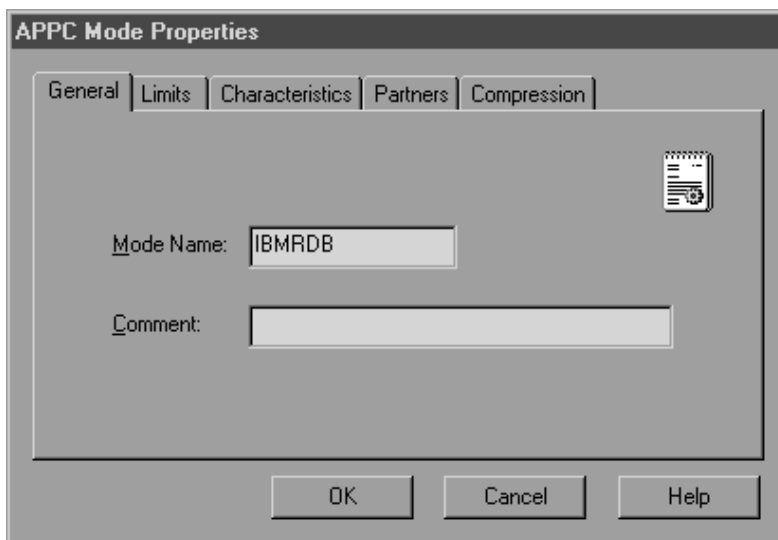 APPC Mode Properties
General Limits Characteristics Partners Compression
Mode Name: IBMRDB
Comment:
OK Cancel Help